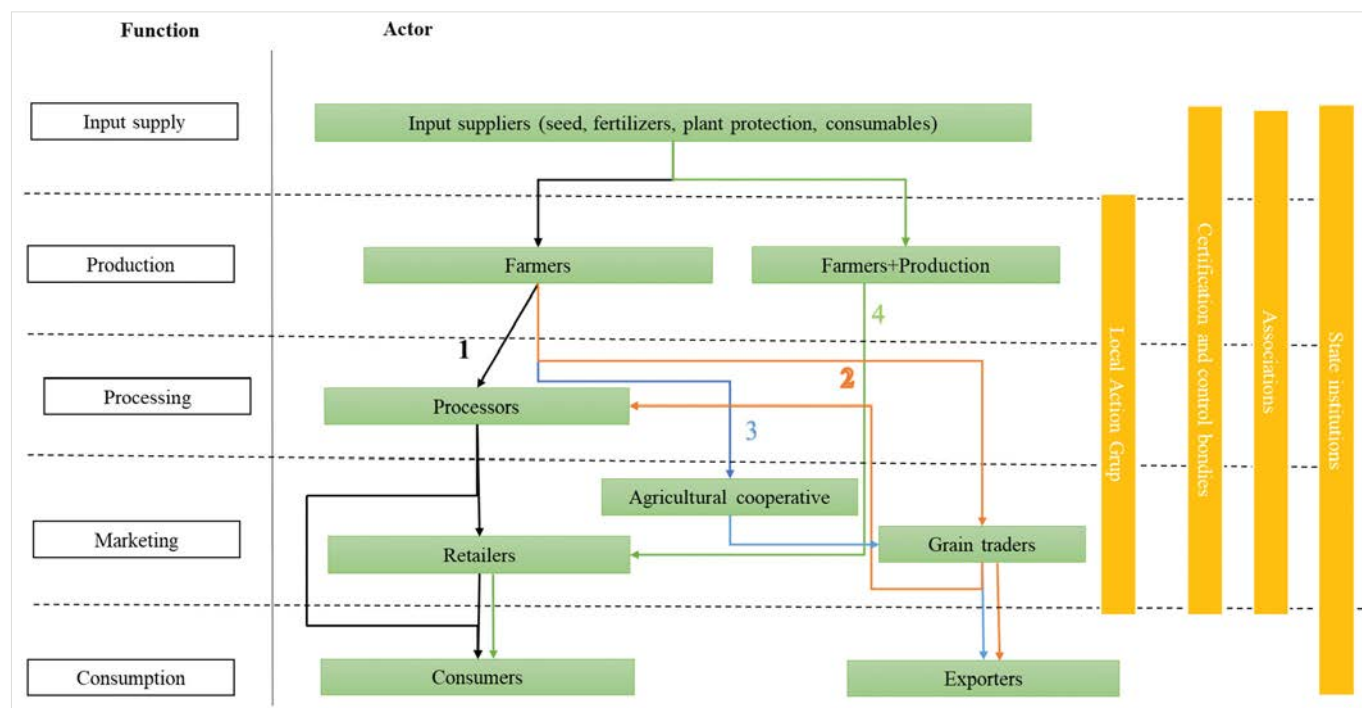 Function
Actor
Input supply
Input suppliers (seed, fertilizers, plant protection, consumables)
Production
Farmers
Farmers+Production
4
1
2
Processing
Processors
3
Agricultural cooperative
Marketing
Retailers
Grain traders
Consumption
Consumers
Exporters
Local Action Grup
Certification and control bondies
Associations
State institutions